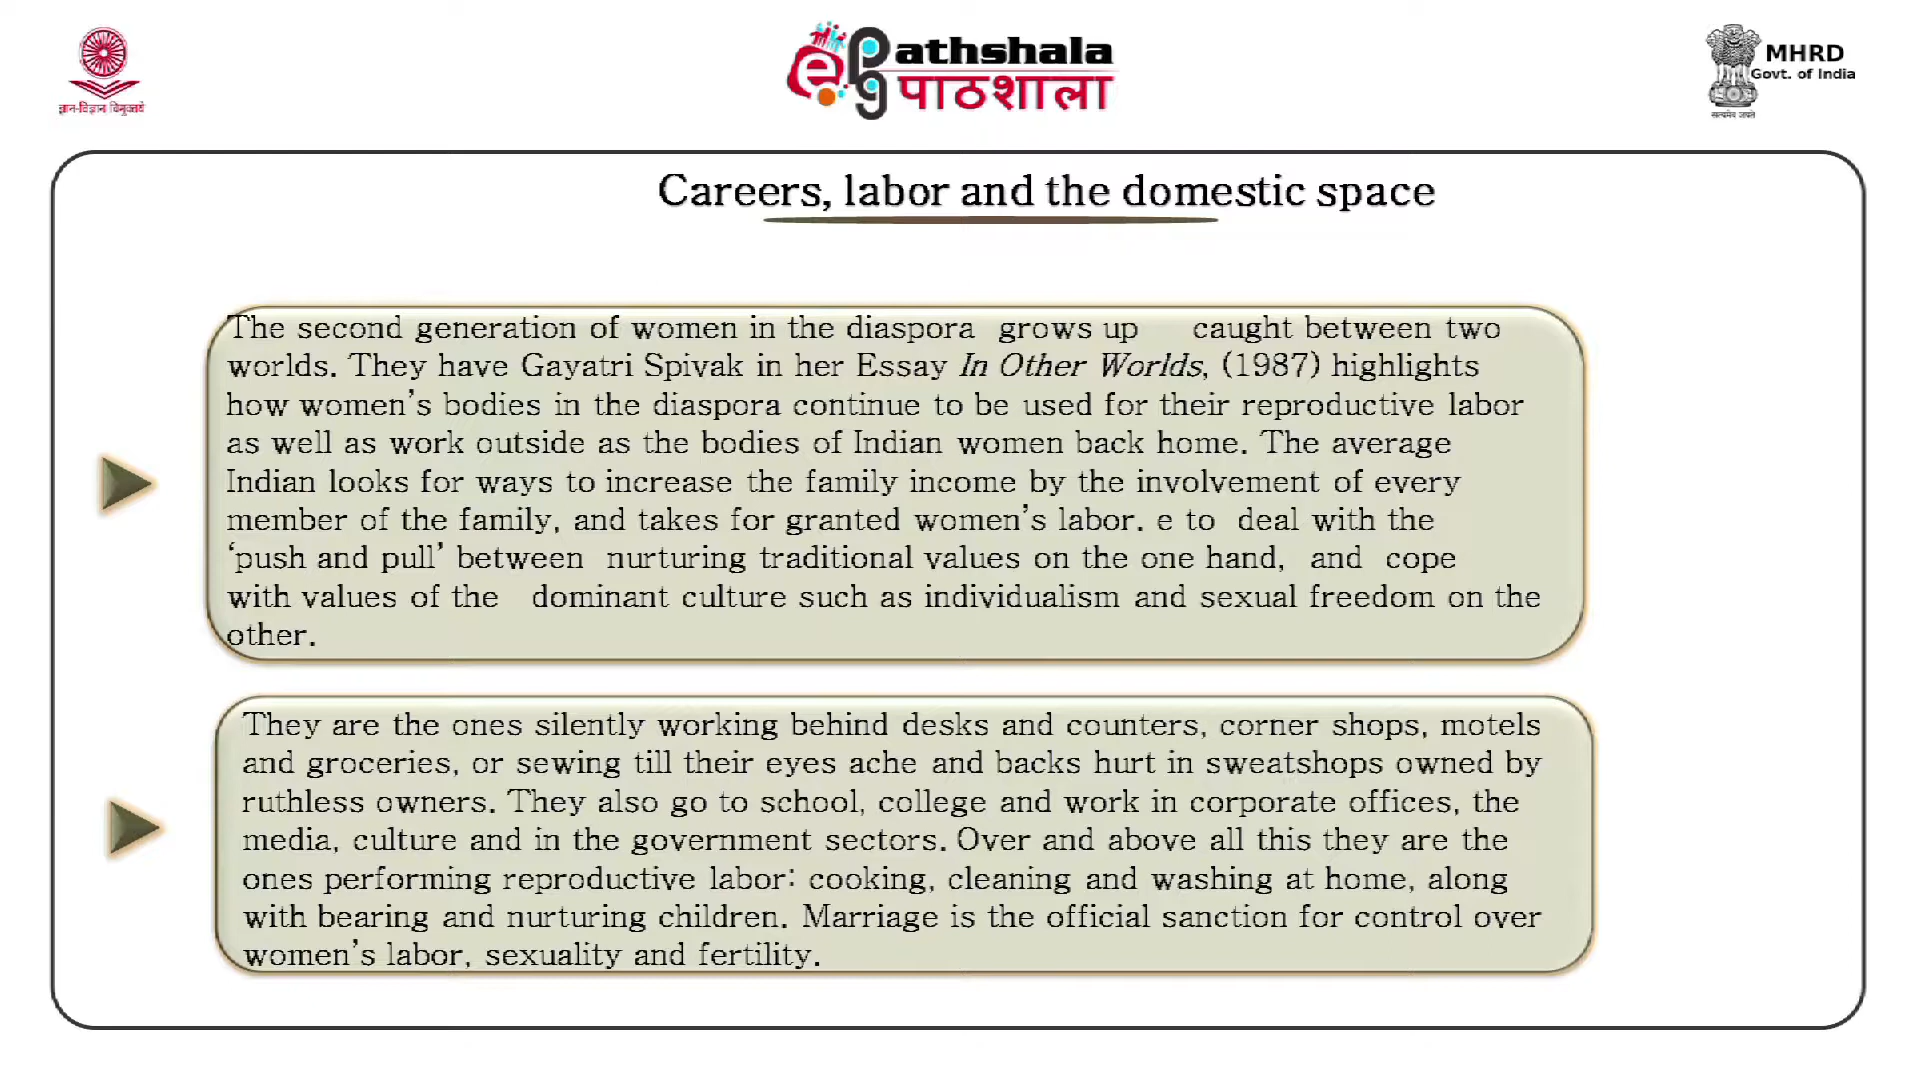 ज्ञान-विज्ञान विमुक्तये
e pg athshala
पाठशाला
MHRD
Govt. of India
सत्यमेव जयते
Careers, labor and the domestic space
The second generation of women in the diaspora grows up caught between two
worlds. They have Gayatri Spivak in her Essay In Other Worlds, (1987) highlights
how women’s bodies in the diaspora continue to be used for their reproductive labor
as well as work outside as the bodies of Indian women back home. The average
Indian looks for ways to increase the family income by the involvement of every
member of the family, and takes for granted women’s labor. e to deal with the
‘push and pull’ between nurturing traditional values on the one hand, and cope
with values of the dominant culture such as individualism and sexual freedom on the
other.
They are the ones silently working behind desks and counters, corner shops, motels
and groceries, or sewing till their eyes ache and backs hurt in sweatshops owned by
ruthless owners. They also go to school, college and work in corporate offices, the
media, culture and in the government sectors. Over and above all this they are the
ones performing reproductive labor: cooking, cleaning and washing at home, along
with bearing and nurturing children. Marriage is the official sanction for control over
women’s labor, sexuality and fertility.